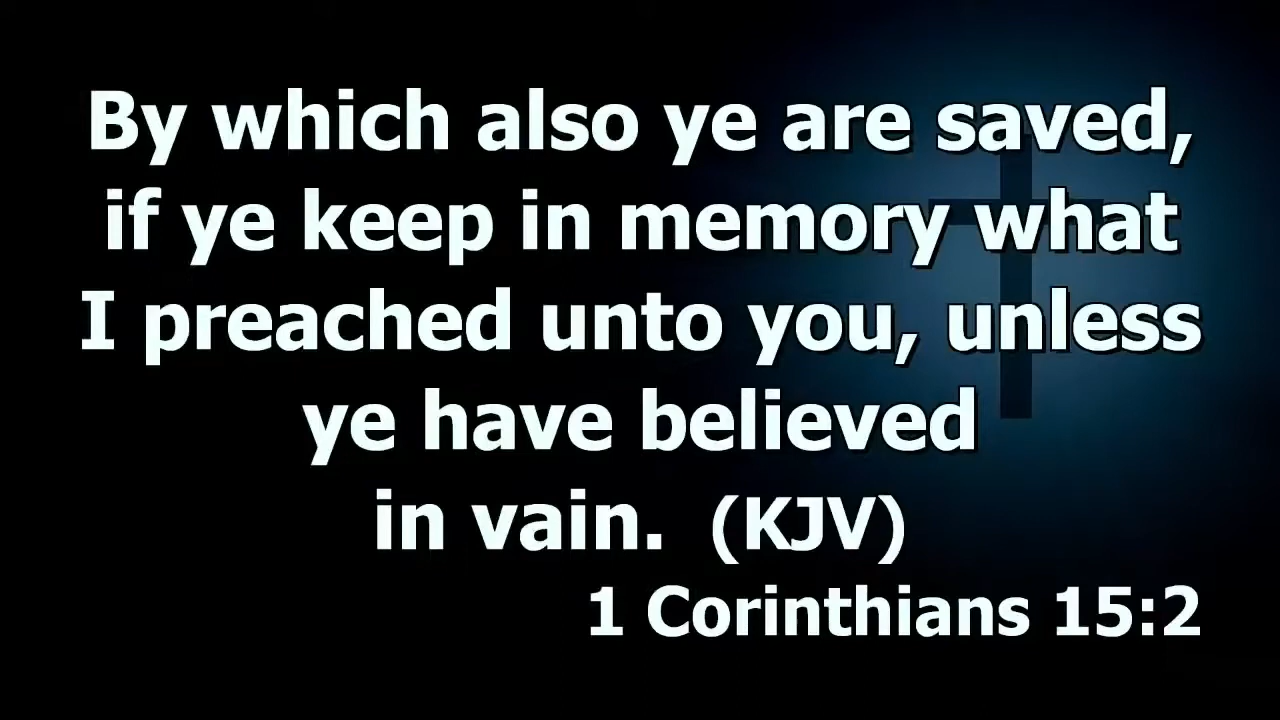 By which also ye are saved,
if ye keep in memory what
I preached unto you, unless
ye have believed
in vain.  (KJV)
1 Corinthians 15:2